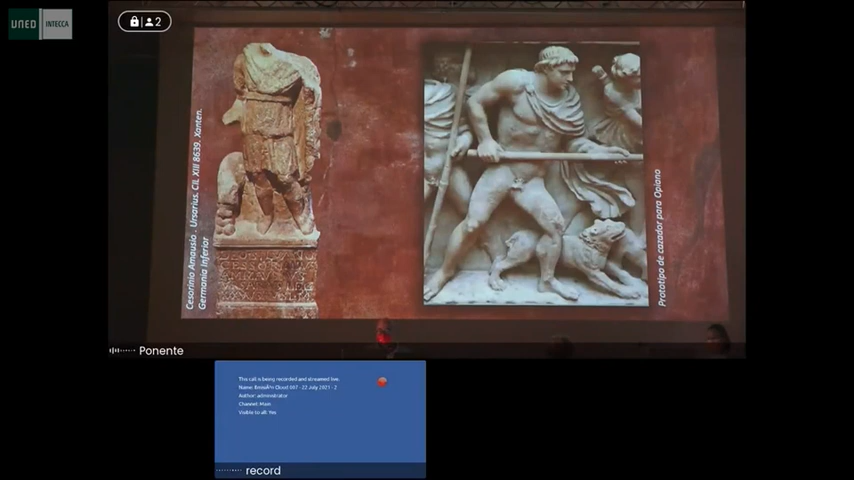 UNED INTECCA
2
Cesorinio Amausio . Ursarius. CIL XIII 8639. Xanten.
Germania Inferior
Prototipo de cazador para Opiano
Ponente
This call is being recorded and streamed live.
Author: administrator
Channel: Main
Visible to all: Yes
record